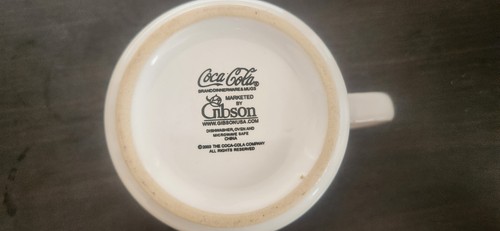 Coca-Cola®
BRAND DINNERWARE & MUGS
MARKETED
BY
Gibson
WWW.GIBSONUSA.COM
DISHWASHER, OVEN AND
MICROWAVE SAFE
CHINA
©2002 THE COCA-COLA COMPANY
ALL RIGHTS RESERVED